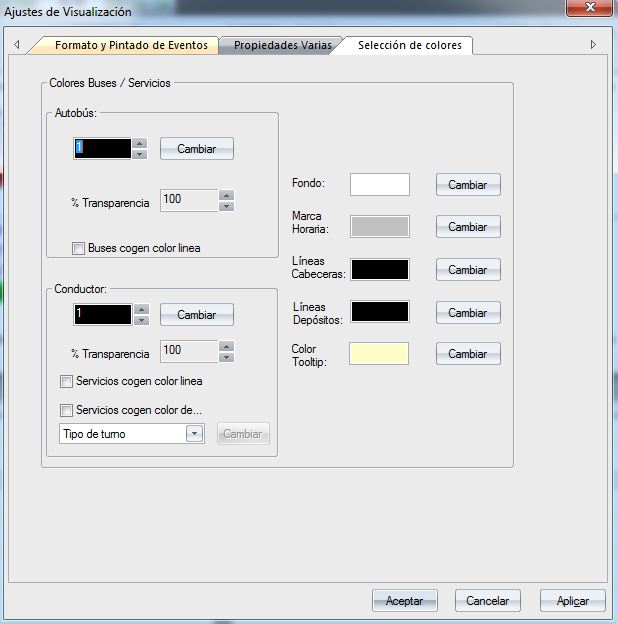 Ajustes de Visualización
Formato y Pintado de Eventos
Propiedades Varias
Selección de colores
Colores Buses / Servicios
Autobús:
1
Cambiar
% Transparencia
100
Buses cogen color linea
Conductor:
1
Cambiar
% Transparencia
100
Servicios cogen color linea
Servicios cogen color de...
Tipo de turno
Cambiar
Fondo:
Cambiar
Marca
Horaria:
Cambiar
Líneas
Cabeceras:
Cambiar
Líneas
Depósitos:
Cambiar
Color
Tooltip:
Cambiar
Aceptar
Cancelar
Aplicar